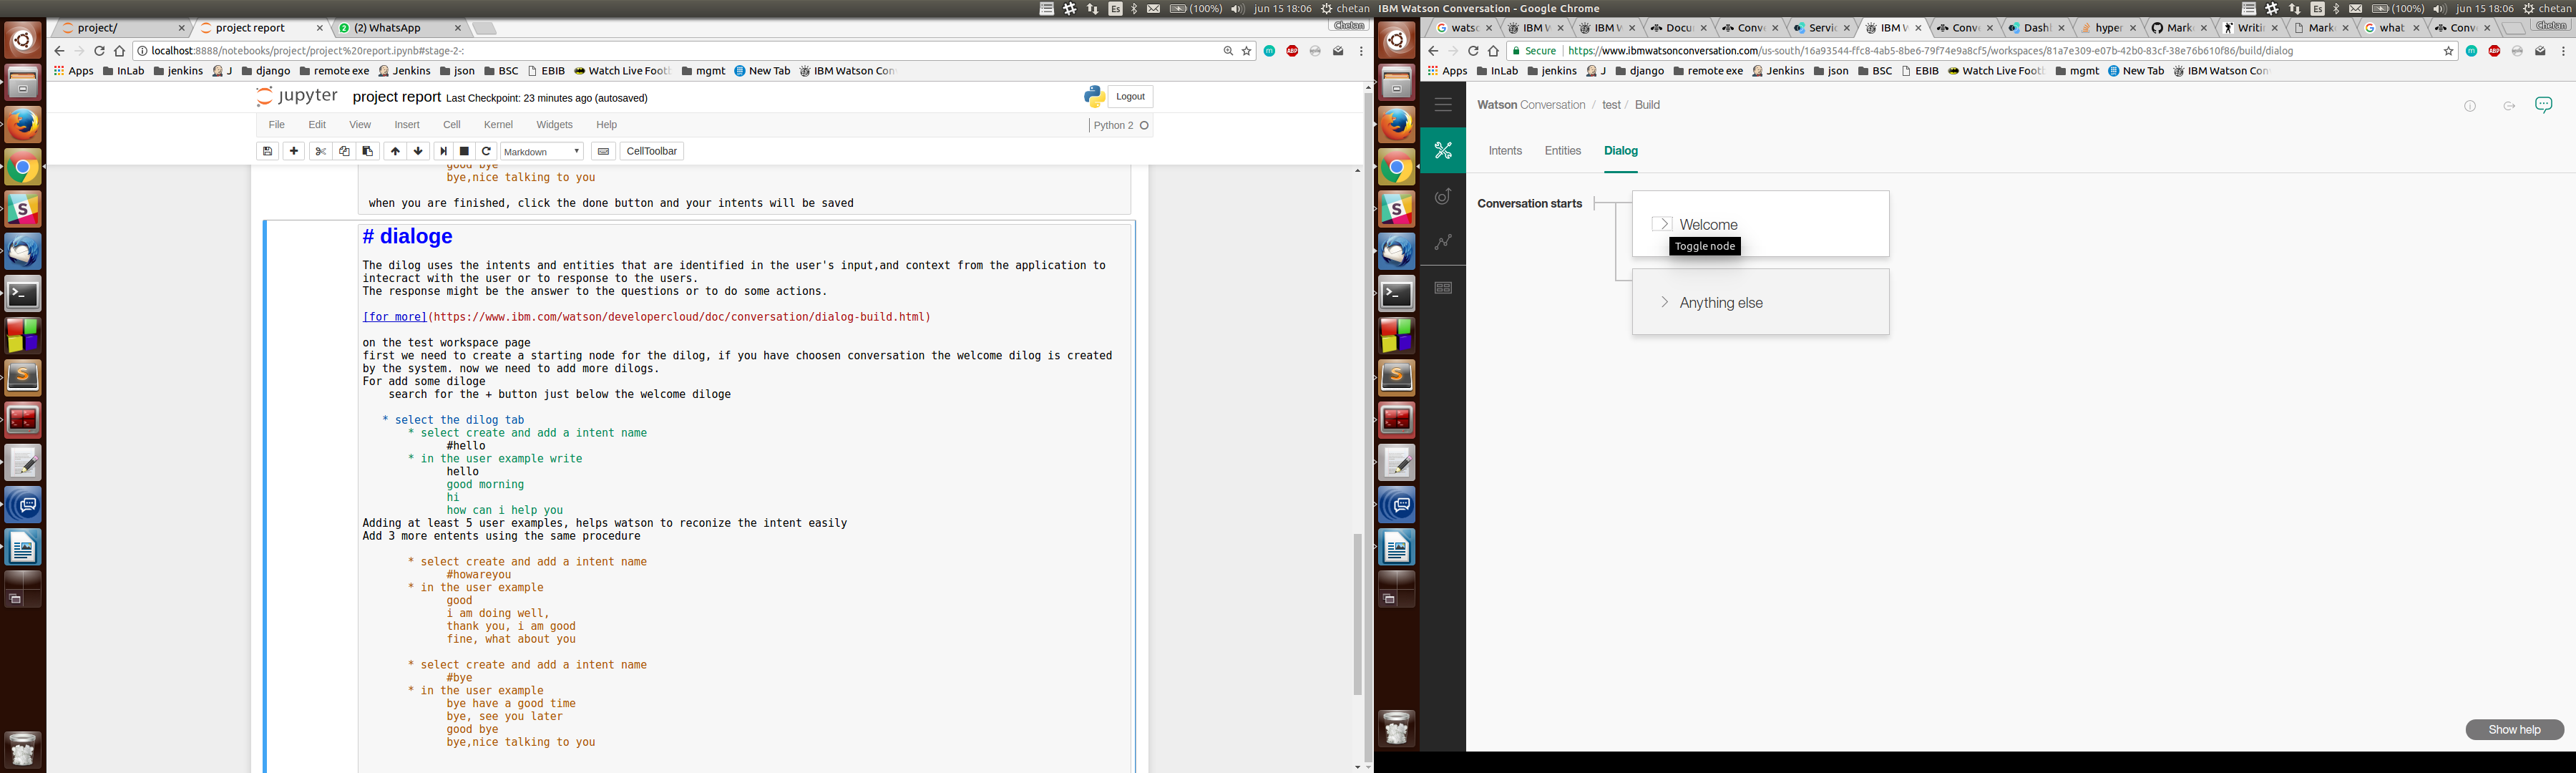 (100%) jun 15 18:06 chetan
project/ project report (2) WhatsApp Chetan
localhost:8888/notebooks/project/project%20report.ipynb#stage-2-:
Apps InLab jenkins J django remote exe Jenkins json BSC EBIB Watch Live Foot mgmt New Tab IBM Watson Con
jupyter project report Last Checkpoint: 23 minutes ago (autosaved) Logout
File Edit View Insert Cell Kernel Widgets Help Python 2
Markdown CellToolbar
good bye
bye,nice talking to you
when you are finished, click the done button and your intents will be saved
# dialoge
The dilog uses the intents and entities that are identified in the user's input,and context from the application to
intecract with the user or to response to the users.
The response might be the answer to the questions or to do some actions.
[for more](https://www.ibm.com/watson/developercloud/doc/conversation/dialog-build.html)
on the test workspace page
first we need to create a starting node for the dilog, if you have choosen conversation the welcome dilog is created
by the system. now we need to add more dilogs.
For add some diloge
search for the + button just below the welcome diloge
* select the dilog tab
* select create and add a intent name
#hello
* in the user example write
hello
good morning
hi
how can i help you
Adding at least 5 user examples, helps watson to reconize the intent easily
Add 3 more entents using the same procedure
* select create and add a intent name
#howareyou
* in the user example
good
i am doing well,
thank you, i am good
fine, what about you
* select create and add a intent name
#bye
* in the user example
bye have a good time
bye, see you later
good bye
bye,nice talking to you
IBM Watson Conversation - Google Chrome Es (100%) jun 15 18:06 chetan
watsc IBM W IBM W Docu Conve Servic IBM W Conve Dashl hyper Mark Writir Mark what Conv Chetan
Secure https://www.ibmwatsonconversation.com/us-south/16a93544-ffc8-4ab5-8be6-79f74e9a8cf5/workspaces/81a7e309-e07b-42b0-83cf-38e76b610f86/build/dialog
Apps InLab jenkins J django remote exe Jenkins json BSC EBIB Watch Live Foot mgmt New Tab IBM Watson Con
Watson Conversation / test / Build
Intents Entities Dialog
Conversation starts
Welcome
Toggle node
Anything else
Show help